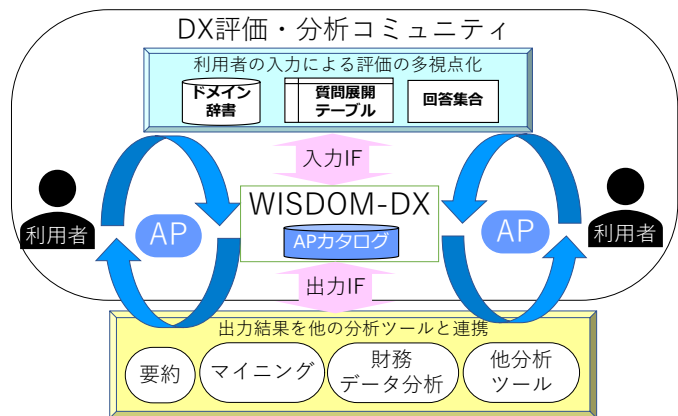 DX評価・分析コミュニティ
利用者の入力による評価の多視点化
ドメイン
辞書
質問展開
テーブル
回答集合
入力IF
WISDOM-DX
APカタログ
利用者
AP
AP
利用者
出力IF
出力結果を他の分析ツールと連携
要約
マイニング
財務
データ分析
他分析
ツール